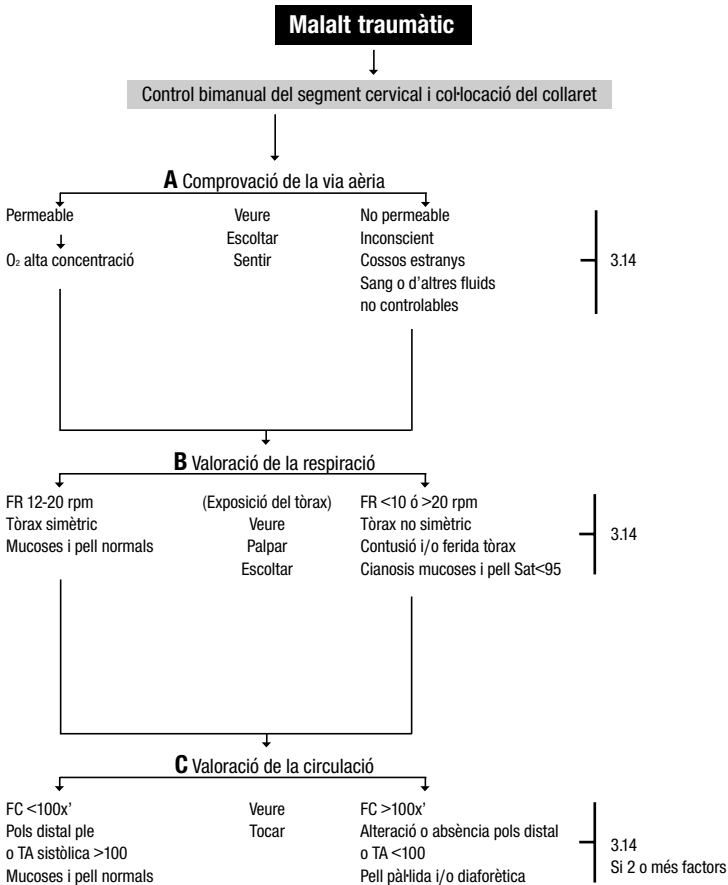 Malalt traumàtic
Control bimanual del segment cervical i col·locació del collaret
A Comprovació de la via aèria
Permeable
O₂ alta concentració
Veure
Escoltar
Sentir
No permeable
Inconscient
Cossos estranys
Sang o d'altres fluids
no controlables
3.14
B Valoració de la respiració
FR 12-20 rpm
Tòrax simètric
Mucoses i pell normals
(Exposició del tòrax)
Veure
Palpar
Escoltar
FR <10 ó >20 rpm
Tòrax no simètric
Contusió i/o ferida tòrax
Cianosis mucoses i pell Sat<95
3.14
C Valoració de la circulació
FC <100x'
Pols distal ple
o TA sistòlica >100
Mucoses i pell normals
Veure
Tocar
FC >100x'
Alteració o absència pols distal
o TA <100
Pell pàl·lida i/o diaforètica
3.14
Si 2 o més factors